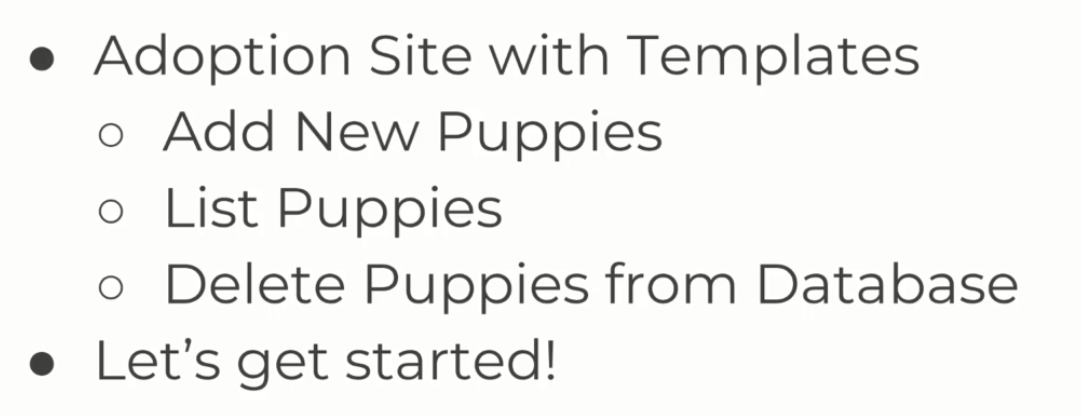 ● Adoption Site with Templates
○ Add New Puppies
○ List Puppies
○ Delete Puppies from Database
● Let’s get started!